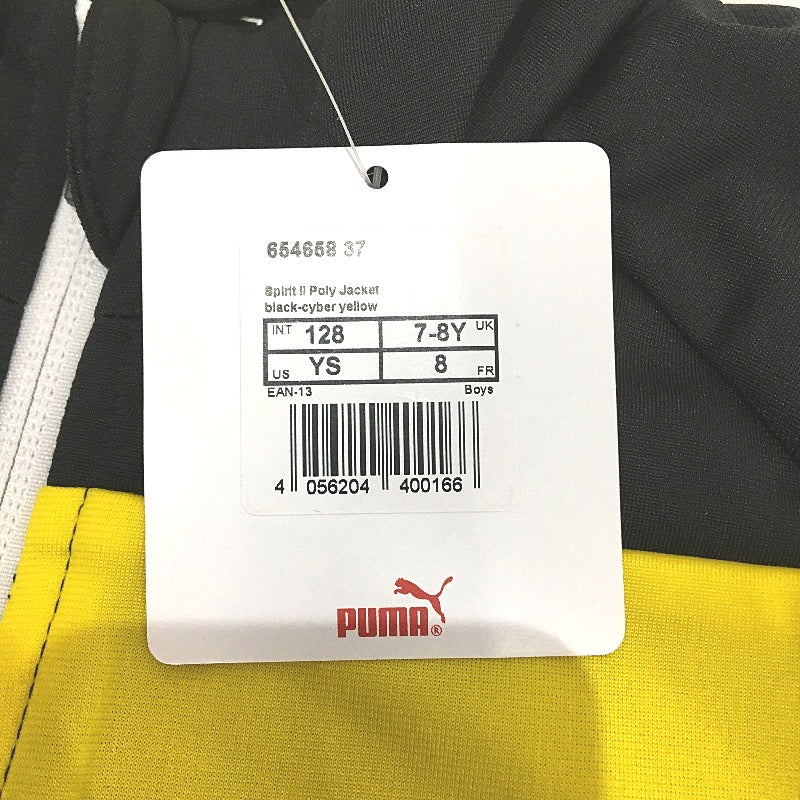 654658 37
Spirit II Poly Jacket
black-cyber yellow
INT 128 7-8Y UK
US YS 8 FR
EAN-13 Boys
4 056204 400166
PUMA®